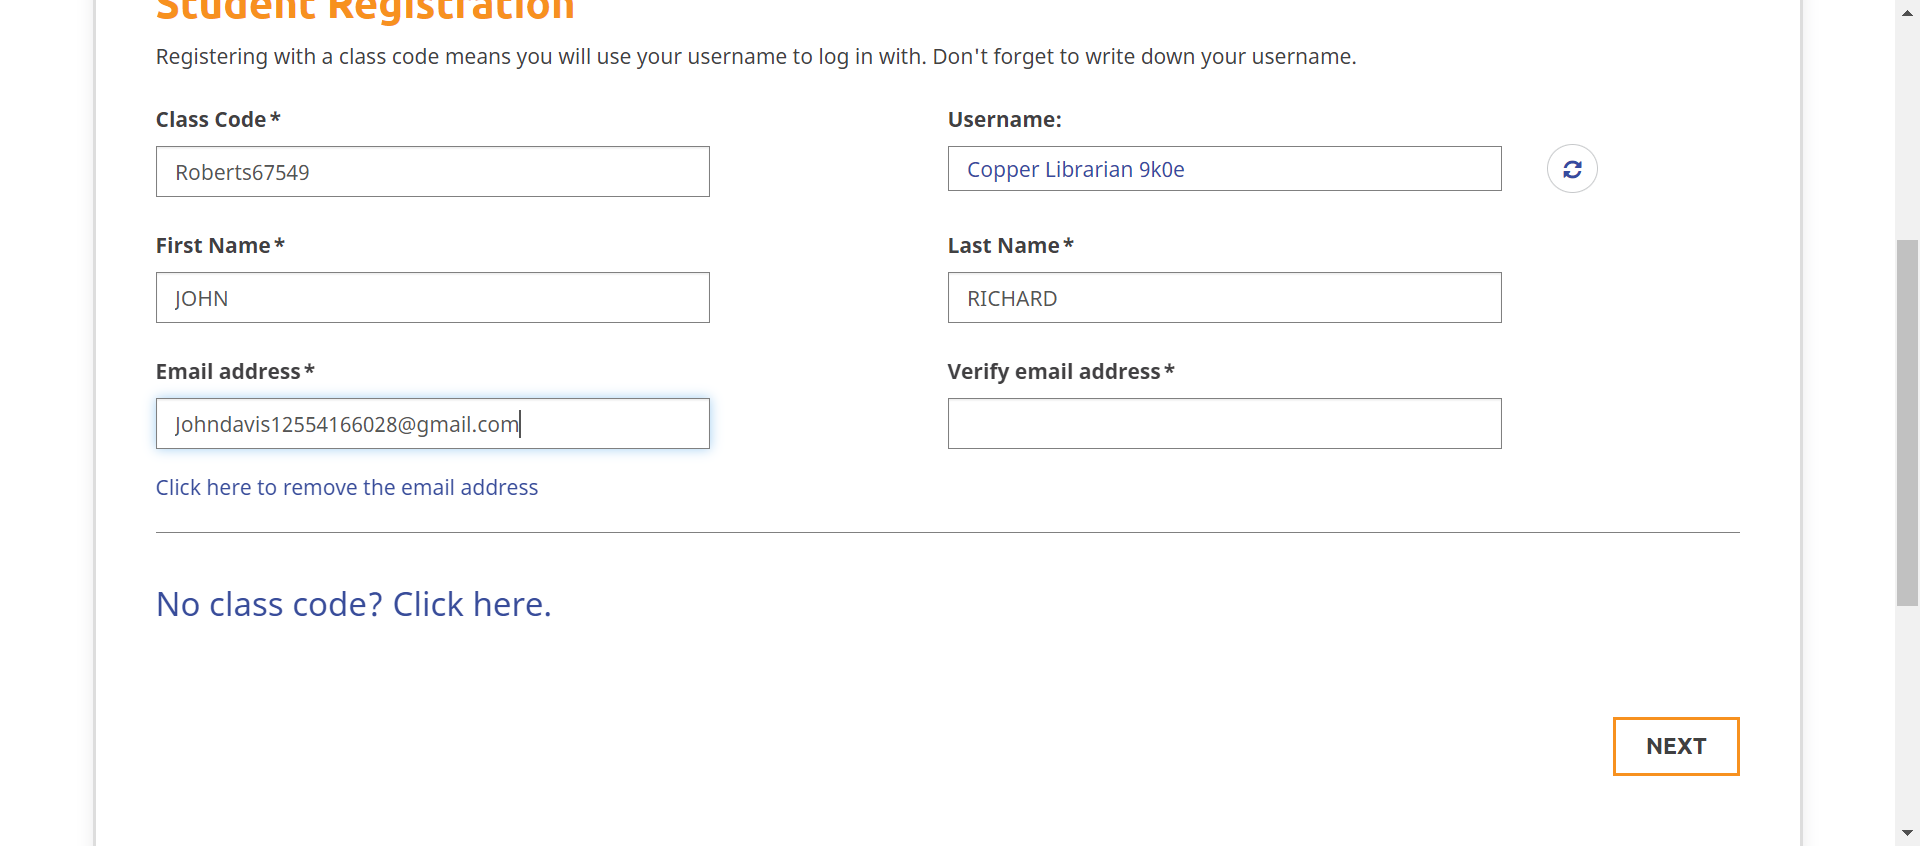 Student Registration
Registering with a class code means you will use your username to log in with. Don't forget to write down your username.
Class Code*
Username:
Roberts67549
Copper Librarian 9k0e
First Name*
Last Name*
JOHN
RICHARD
Email address*
Verify email address*
Johndavis12554166028@gmail.com
Click here to remove the email address
No class code? Click here.
NEXT